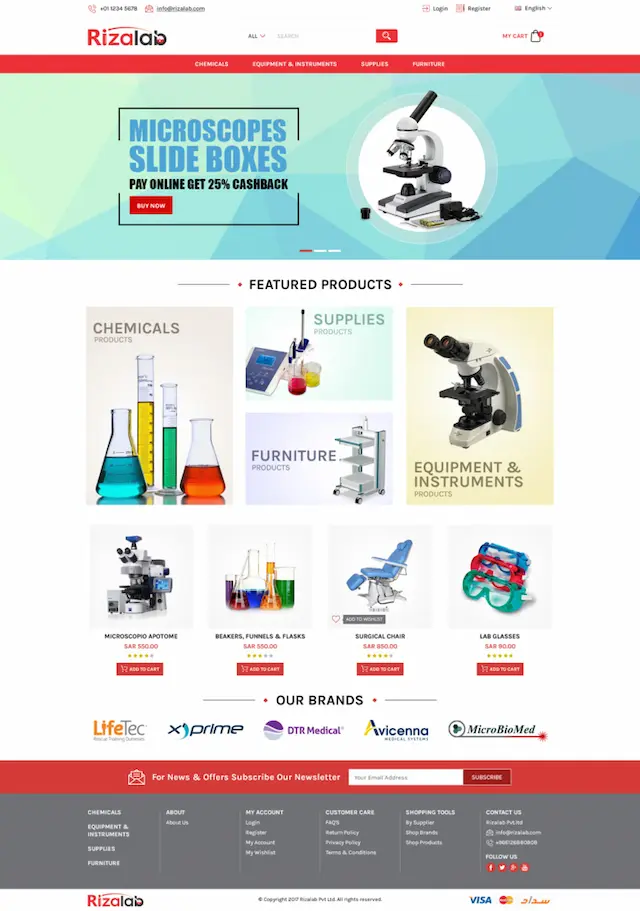 +01 1234 5678
info@rizalab.com
Login
Register
English
Rizalab
ALL
SEARCH
MY CART
CHEMICALS
EQUIPMENT & INSTRUMENTS
SUPPLIES
FURNITURE
MICROSCOPES
SLIDE BOXES
PAY ONLINE GET 25% CASHBACK
BUY NOW
FEATURED PRODUCTS
CHEMICALS
PRODUCTS
SUPPLIES
PRODUCTS
FURNITURE
PRODUCTS
EQUIPMENT &
INSTRUMENTS
PRODUCTS
ADD TO WISHLIST
MICROSCOPIO APOTOME
SAR 550.00
ADD TO CART
BEAKERS, FUNNELS & FLASKS
SAR 550.00
ADD TO CART
SURGICAL CHAIR
SAR 850.00
ADD TO CART
LAB GLASSES
SAR 90.00
ADD TO CART
OUR BRANDS
LifeTec
Rescue Training Dummies
xprime
DTR Medical
Avicenna
MEDICAL SYSTEMS
MicroBioMed
For News & Offers Subscribe Our Newsletter
Your Email Address
SUBSCRIBE
CHEMICALS
EQUIPMENT &
INSTRUMENTS
SUPPLIES
FURNITURE
ABOUT
About Us
MY ACCOUNT
Login
Register
My Account
My Wishlist
CUSTOMER CARE
FAQ'S
Return Policy
Privacy Policy
Terms & Conditions
SHOPPING TOOLS
By Supplier
Shop Brands
Shop Products
CONTACT US
Rizalab Pvt.ltd
info@rizalab.com
+998128880808
FOLLOW US
Rizalab
© Copyright 2017 Rizalab Pvt Ltd. All rights reserved.
VISA
سداد